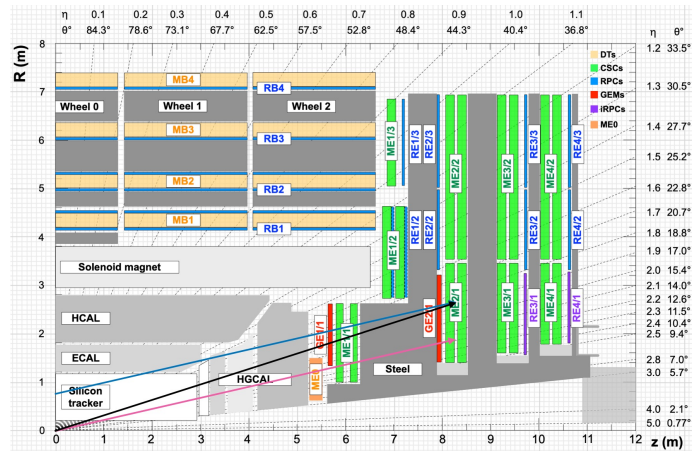 η 0.1 0.2 0.3 0.4 0.5 0.6 0.7 0.8 0.9 1.0 1.1 η θ°
θ° 84.3° 78.6° 73.1° 67.7° 62.5° 57.5° 52.8° 48.4° 44.3° 40.4° 36.8°
R (m)
8
7
6
5
4
3
2
1
0
1.2 33.5°
1.3 30.5°
1.4 27.7°
1.5 25.2°
1.6 22.8°
1.7 20.7°
1.8 18.8°
1.9 17.0°
2.0 15.4°
2.1 14.0°
2.2 12.6°
2.3 11.5°
2.4 10.4°
2.5 9.4°
2.8 7.0°
3.0 5.7°
4.0 2.1°
5.0 0.77°
DTs
CSCs
RPCs
GEMs
iRPCs
ME0
MB4
RB4
Wheel 0
Wheel 1
Wheel 2
MB3
RB3
MB2
RB2
MB1
RB1
Solenoid magnet
HCAL
ECAL
Silicon
tracker
HGCAL
Steel
ME0
GE1/1
ME1/1
ME1/2
ME1/3
RE1/3
RE1/2
RE2/3
RE2/2
GE2/1
ME2/2
ME2/1
ME3/2
ME3/1
RE3/3
RE3/2
RE3/1
ME4/2
ME4/1
RE4/3
RE4/2
RE4/1
0 1 2 3 4 5 6 7 8 9 10 11 12
z (m)